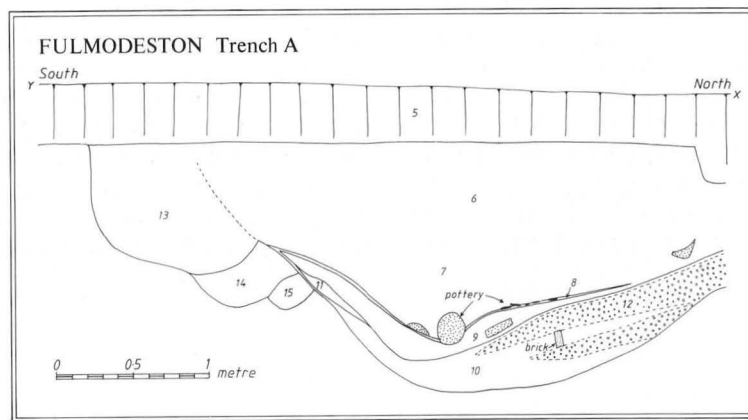 FULMODESTON Trench A
South
North
Y
X
5
6
13
7
8
14
pottery
12
15
11
9
brick
10
0 0·5 1
metre